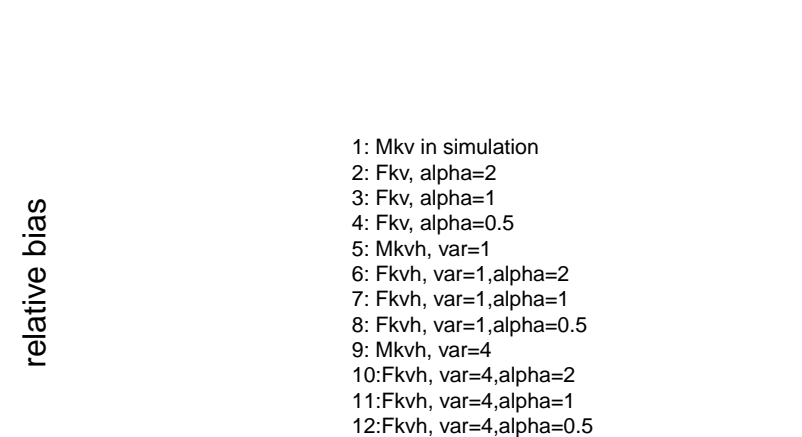 relative bias
1: Mkv in simulation
2: Fkv, alpha=2
3: Fkv, alpha=1
4: Fkv, alpha=0.5
5: Mkvh, var=1
6: Fkvh, var=1,alpha=2
7: Fkvh, var=1,alpha=1
8: Fkvh, var=1,alpha=0.5
9: Mkvh, var=4
10:Fkvh, var=4,alpha=2
11:Fkvh, var=4,alpha=1
12:Fkvh, var=4,alpha=0.5